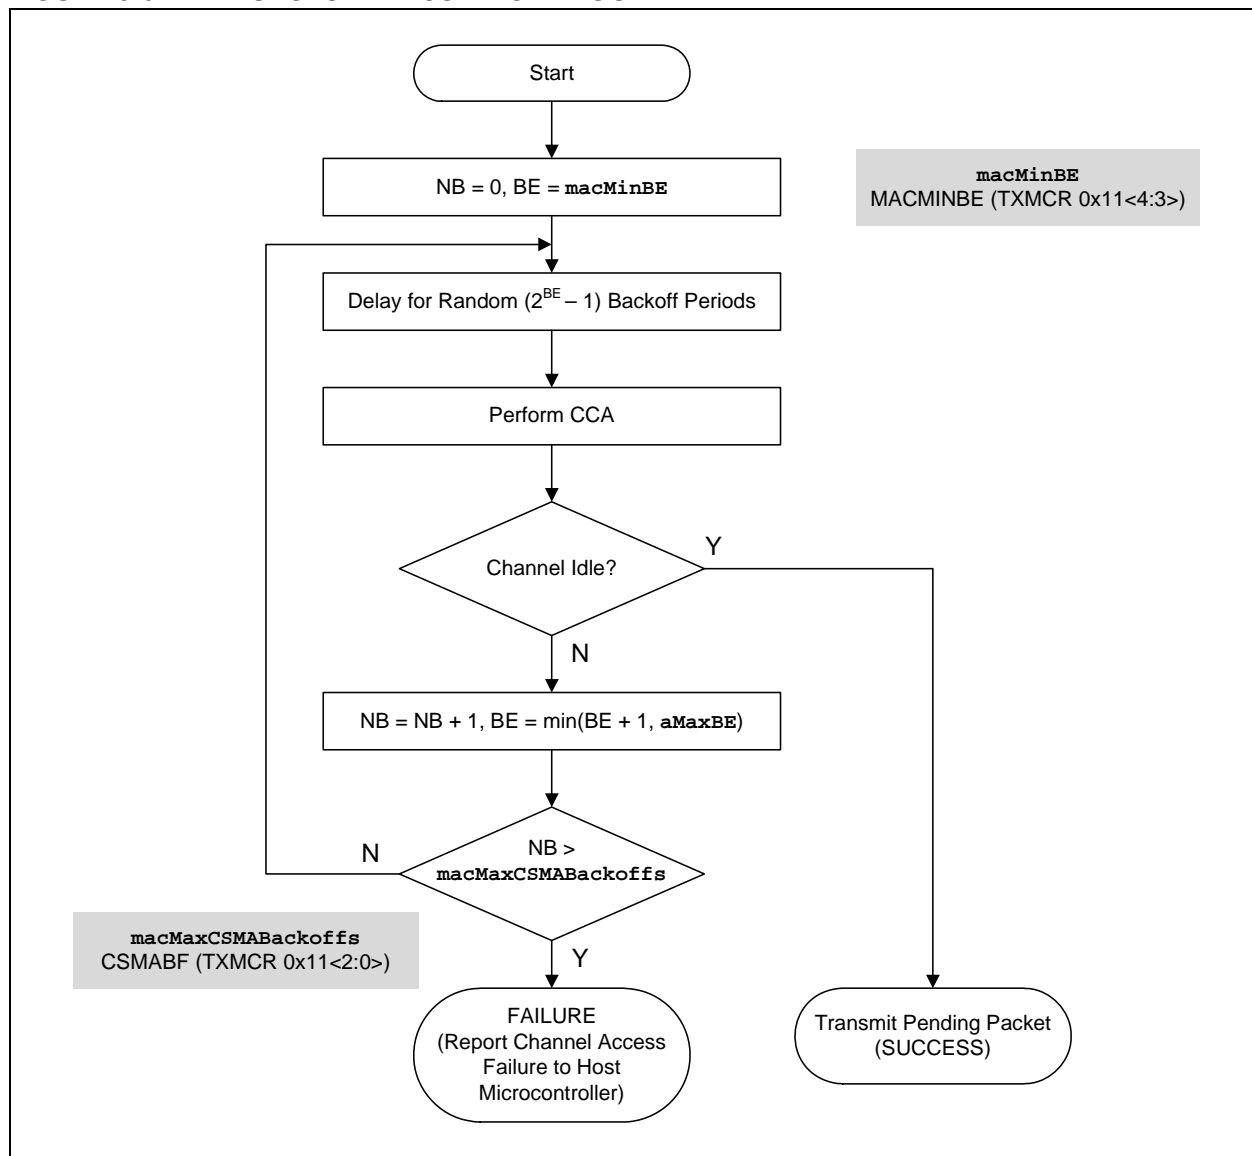 Start
NB = 0, BE = macMinBE
macMinBE
MACMINBE (TXMCR 0x11<4:3>)
Delay for Random (2^BE – 1) Backoff Periods
Perform CCA
Channel Idle?
Y
N
NB = NB + 1, BE = min(BE + 1, aMaxBE)
NB >
macMaxCSMABackoffs
N
Y
macMaxCSMABackoffs
CSMABF (TXMCR 0x11<2:0>)
FAILURE
(Report Channel Access
Failure to Host
Microcontroller)
Transmit Pending Packet
(SUCCESS)